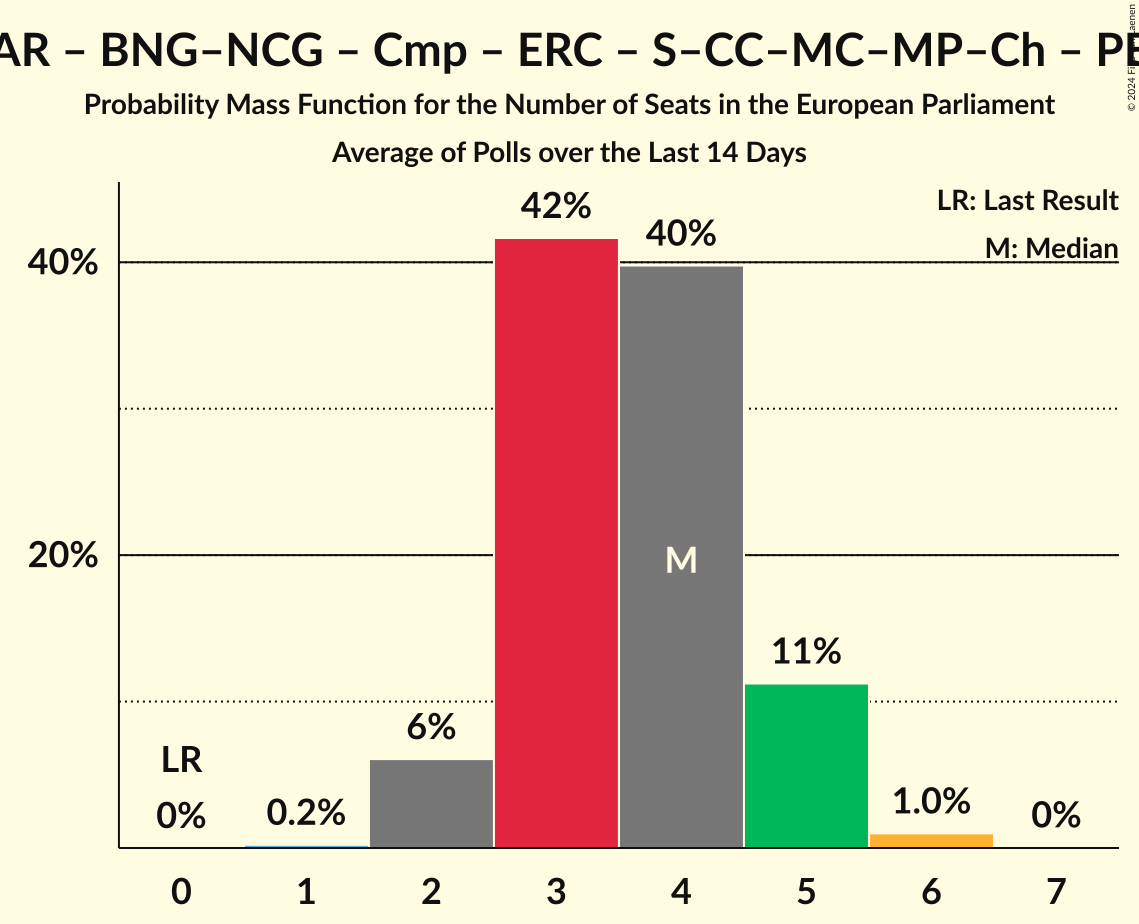 AR – BNG–NCG – Cmp – ERC – S–CC–MC–MP–Ch –
Probability Mass Function for the Number of Seats in the European Parliament
Average of Polls over the Last 14 Days
LR: Last Result
M: Median
42%
40%
40%
20%
M
11%
6%
LR
0%
0.2%
1.0%
0%
0 1 2 3 4 5 6 7
© 2024